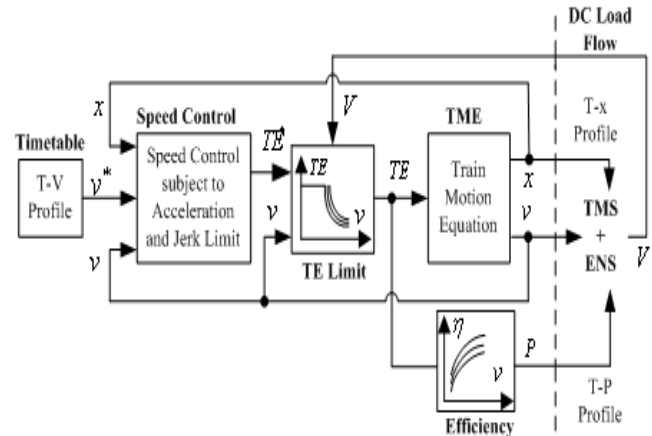 DC Load
Flow
x
V
Speed Control
TME
T-x
Profile
Timetable
T-V
Profile
v*
Speed Control
subject to
Acceleration
and Jerk Limit
TE*
TE
v
TE
Train
Motion
Equation
x
v
TMS
+
ENS
V
v
v
TE Limit
η
v
P
Efficiency
T-P
Profile